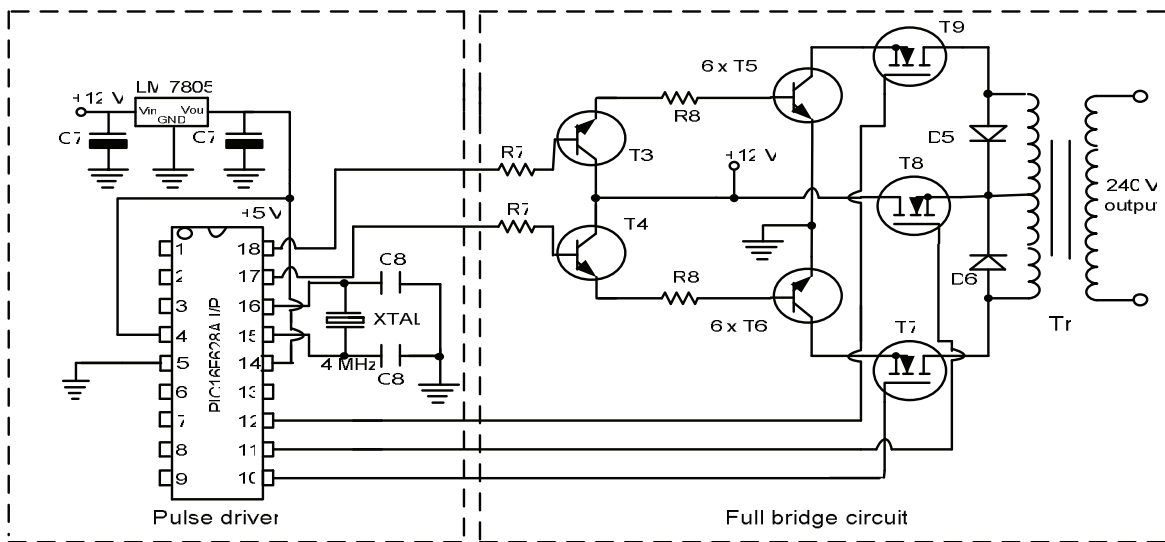 T9
6 x T5
LM 7805
+12 V
Vin
Vou
GND
C7
C7
R8
D5
T3
+12 V
R7
T8
240 V
output
+5V
R7
T4
1
18
C8
2
17
R8
D6
3
16
XTAL
6 x T6
T7
Tr
4
15
4 MHz
5
14
C8
PIC16F628A I/P
6
13
7
12
8
11
9
10
Pulse driver
Full bridge circuit